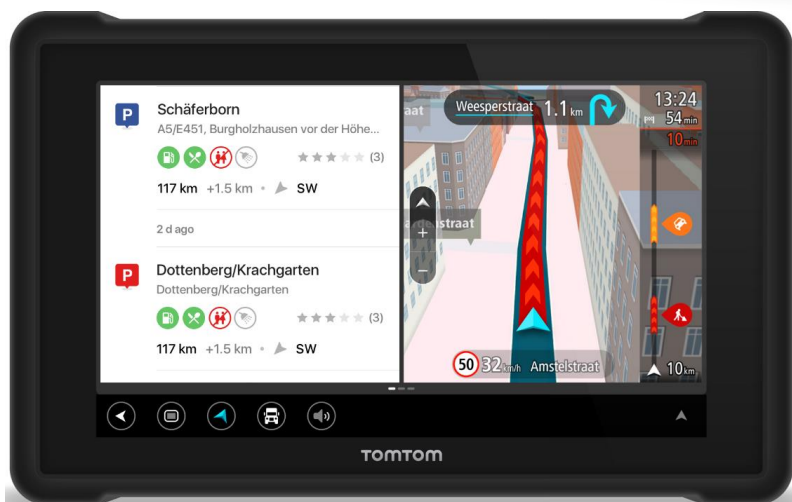 P
Schäferborn
A5/E451, Burgholzhausen vor der Höhe...
(3)
117 km +1.5 km • SW
2 d ago
P
Dottenberg/Krachgarten
Dottenberg/Krachgarten
(3)
117 km +1.5 km • SW
aat
Weesperstraat 1.1 km
13:24
54 min
10 min
straat
+
−
50 32 km/h Amstelstraat
10 km
TOMTOM